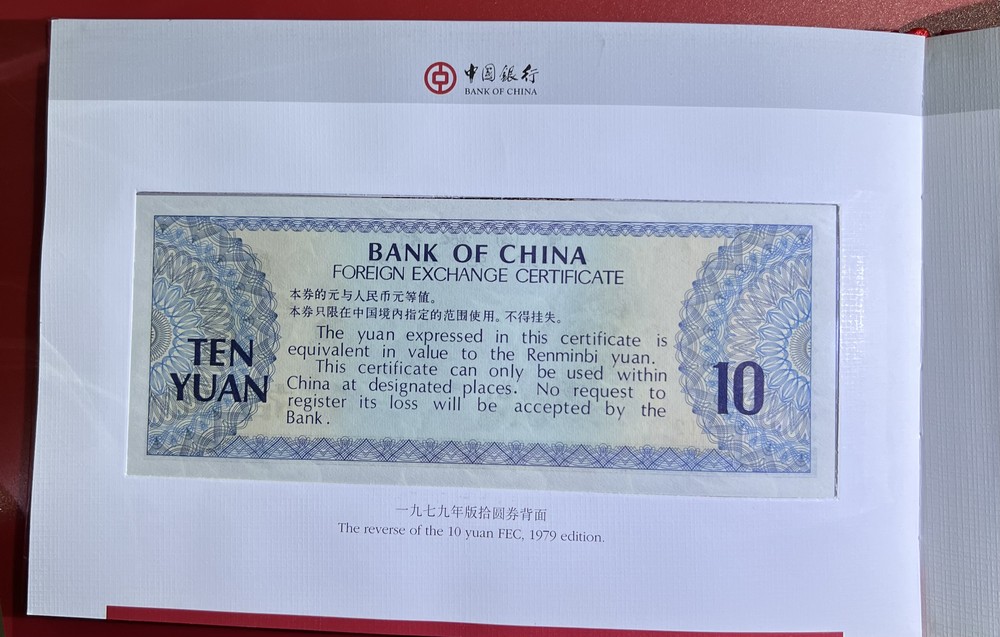 中国銀行
BANK OF CHINA
BANK OF CHINA
FOREIGN EXCHANGE CERTIFICATE
本券的元与人民币元等值。
本券只限在中国境内指定的范围使用。不得挂失。
The yuan expressed in this certificate is
equivalent in value to the Renminbi yuan.
This certificate can only be used within
China at designated places. No request to
register its loss will be accepted by the
Bank.
TEN
YUAN
10
一九七九年版拾圆券背面
The reverse of the 10 yuan FEC, 1979 edition.